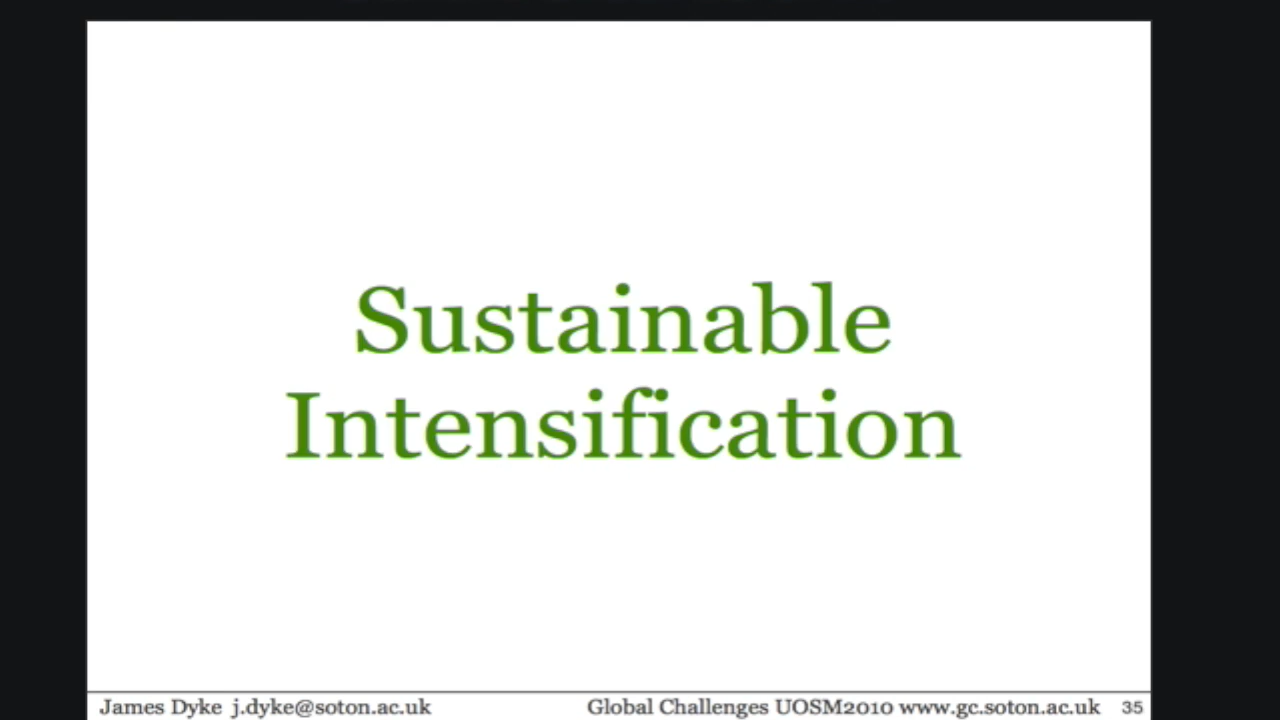 Sustainable
Intensification
James Dyke j.dyke@soton.ac.uk Global Challenges UOSM2010 www.gc.soton.ac.uk 35